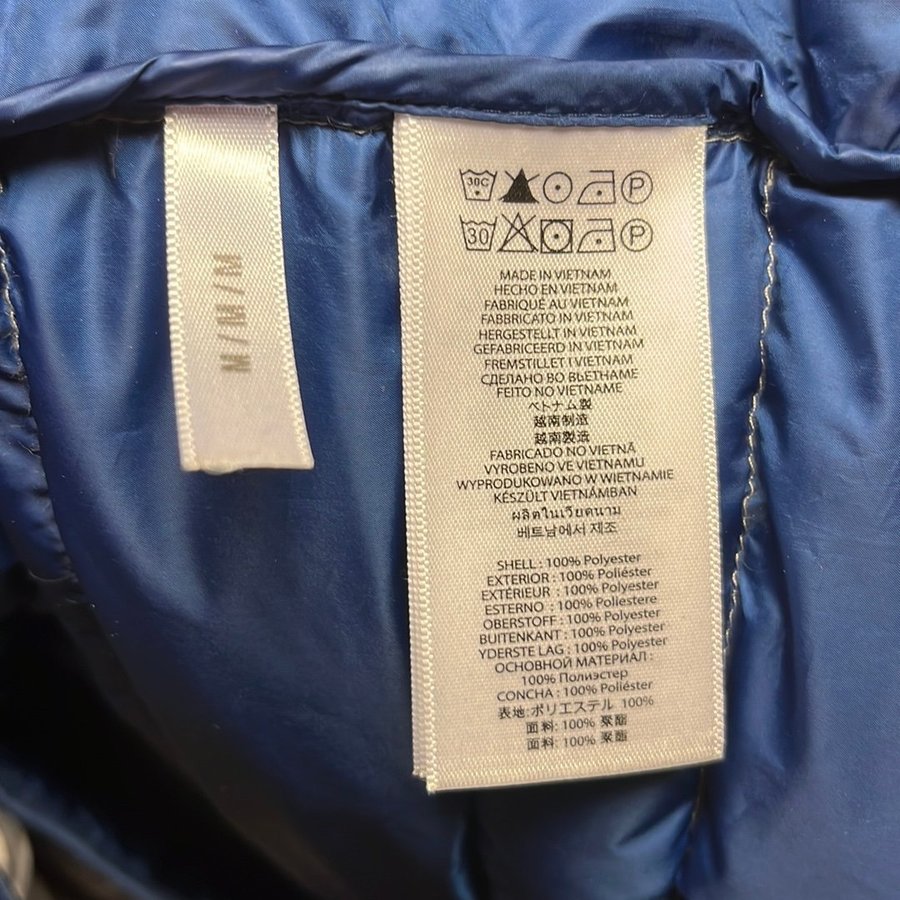 M/M/M
30C P
30 P
MADE IN VIETNAM
HECHO EN VIETNAM
FABRIQUÉ AU VIETNAM
FABBRICATO IN VIETNAM
HERGESTELLT IN VIETNAM
GEFABRICEERD IN VIETNAM
FREMSTILLET I VIETNAM
СДЕЛАНО ВО ВЬЕТНАМЕ
FEITO NO VIETNAME
ベトナム製
越南制造
越南製造
FABRICADO NO VIETNÃ
VYROBENO VE VIETNAMU
WYPRODUKOWANO W WIETNAMIE
KÉSZÜLT VIETNÁMBAN
ผลิตในเวียดนาม
베트남에서 제조
SHELL : 100% Polyester
EXTERIOR : 100% Poliéster
EXTÉRIEUR : 100% Polyester
ESTERNO : 100% Poliestere
OBERSTOFF : 100% Polyester
BUITENKANT : 100% Polyester
YDERSTE LAG : 100% Polyester
ОСНОВНОЙ МАТЕРИАЛ :
100% Полиэстер
CONCHA : 100% Poliéster
表地: ポリエステル 100%
面料: 100% 聚酯
面料: 100% 聚酯